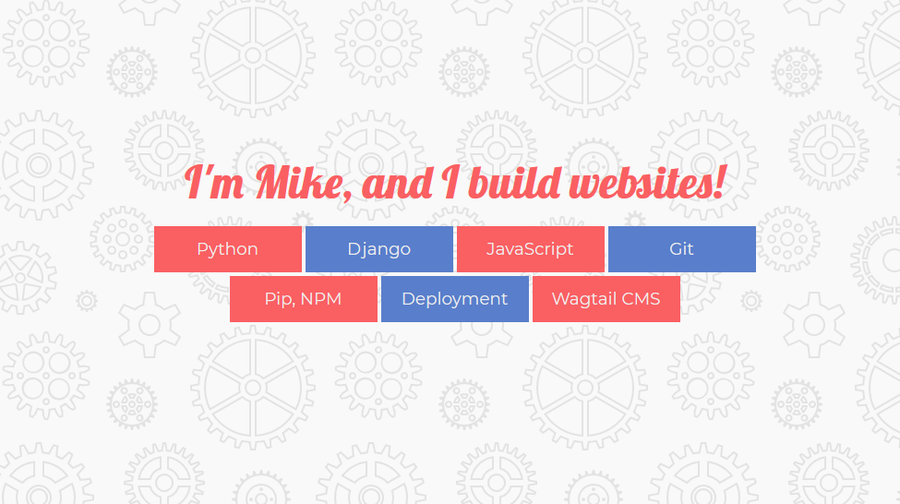 I'm Mike, and I build websites!
Python Django JavaScript Git
Pip, NPM Deployment Wagtail CMS